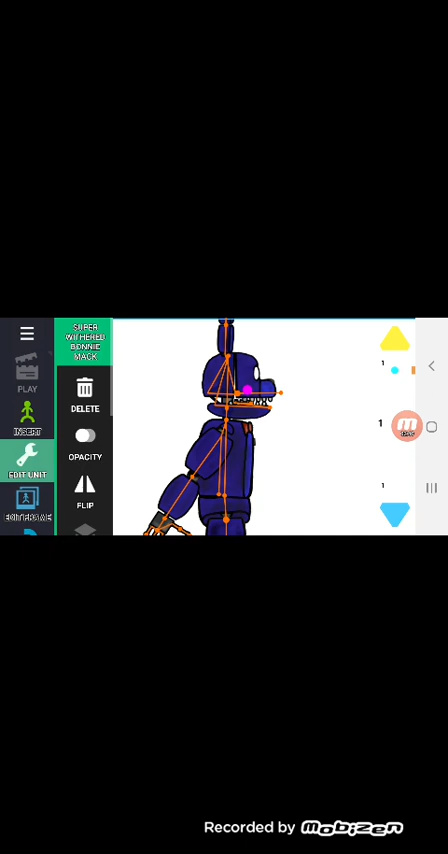 SUPER
WITHERED
BONNIE
MACK
PLAY
DELETE
INSERT
OPACITY
EDIT UNIT
FLIP
EDIT FRAME
1
1
1
Recorded by mobizen